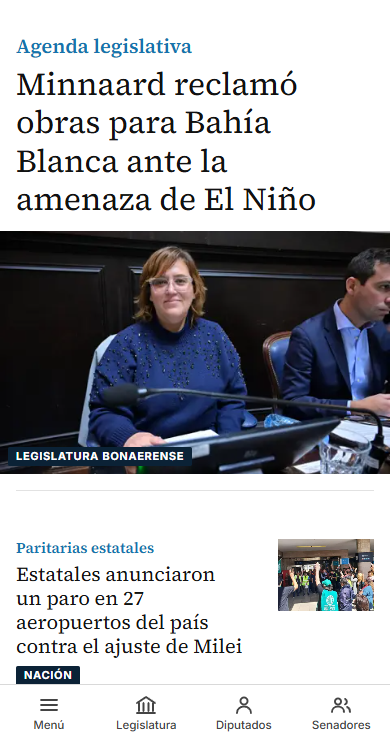 Agenda legislativa
Minnaard reclamó
obras para Bahía
Blanca ante la
amenaza de El Niño
LEGISLATURA BONAERENSE
Paritarias estatales
Estatales anunciaron
un paro en 27
aeropuertos del país
contra el ajuste de Milei
NACIÓN
Menú
Legislatura
Diputados
Senadores